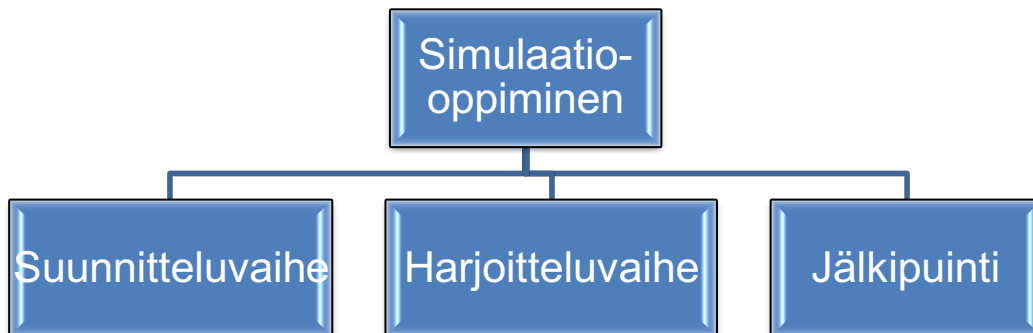 Simulaatio-
oppiminen
Suunnitteluvaihe
Harjoitteluvaihe
Jälkipuinti